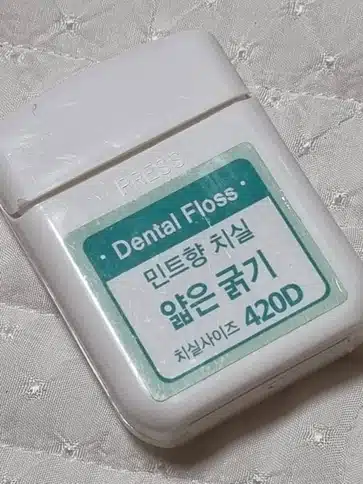 PRESS
· Dental Floss ·
민트향 치실
얇은 굵기
치실사이즈 420D